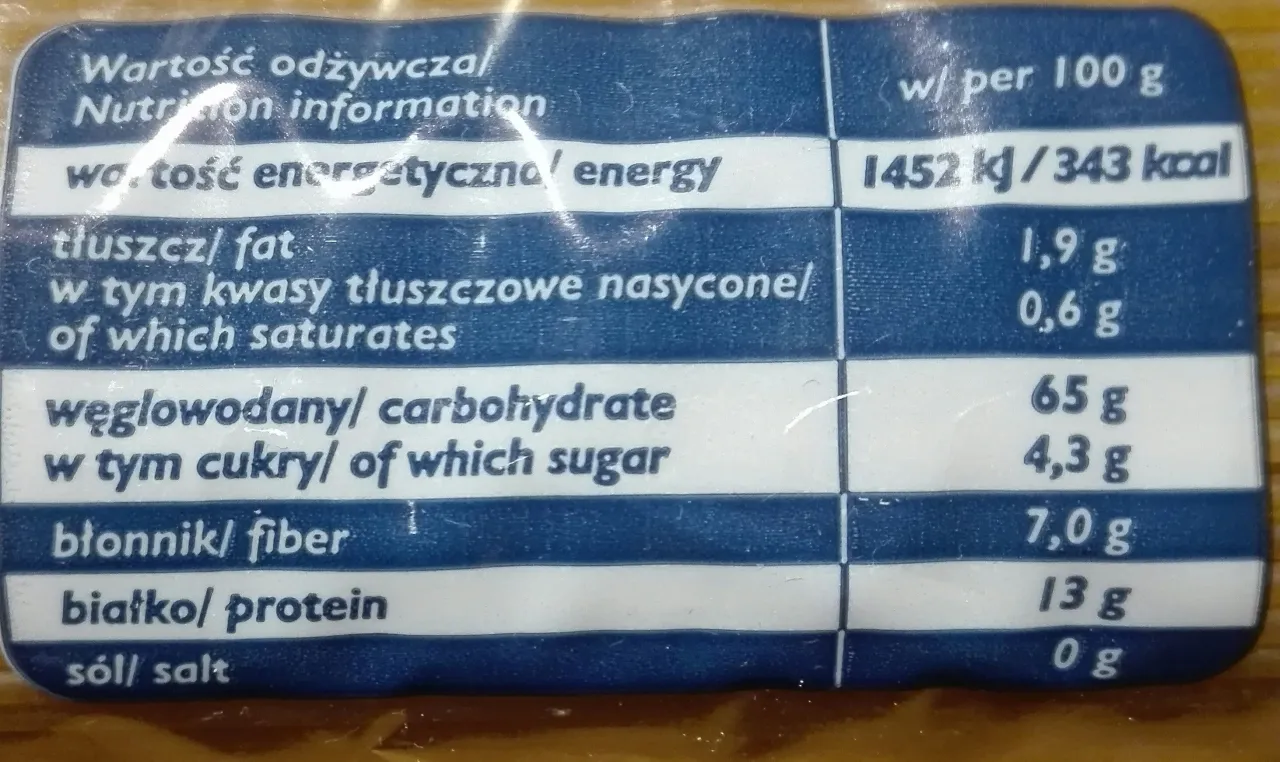 Wartość odżywcza/
Nutrition information
w/ per 100 g
wartość energetyczna/ energy
1452 kJ / 343 kcal
tłuszcz/ fat
1,9 g
w tym kwasy tłuszczowe nasycone/
of which saturates
0,6 g
węglowodany/ carbohydrate
65 g
w tym cukry/ of which sugar
4,3 g
błonnik/ fiber
7,0 g
białko/ protein
13 g
sól/ salt
0 g